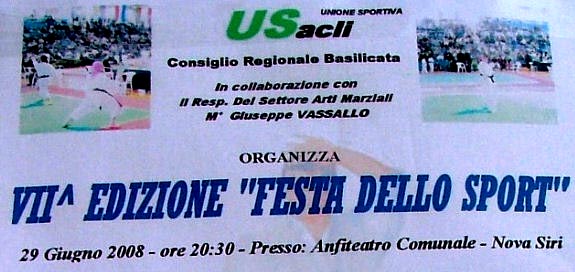 UNIONE SPORTIVA
USacli
Consiglio Regionale Basilicata
In collaborazione con
Il Resp. Del Settore Arti Marziali
M° Giuseppe VASSALLO
ORGANIZZA
VII^ EDIZIONE "FESTA DELLO SPORT"
29 Giugno 2008 - ore 20:30 - Presso: Anfiteatro Comunale - Nova Siri